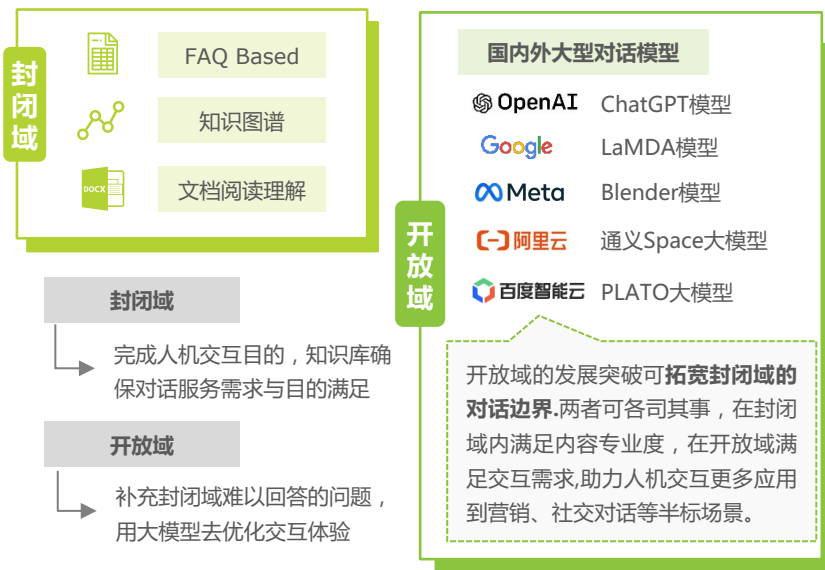 封闭域
FAQ Based
知识图谱
DOCX
文档阅读理解
封闭域
完成人机交互目的，知识库确
保对话服务需求与目的满足
开放域
补充封闭域难以回答的问题，
用大模型去优化交互体验
开放域
国内外大型对话模型
OpenAI ChatGPT模型
Google LaMDA模型
Meta Blender模型
阿里云 通义Space大模型
百度智能云 PLATO大模型
开放域的发展突破可拓宽封闭域的
对话边界.两者可各司其事，在封闭
域内满足内容专业度，在开放域满
足交互需求,助力人机交互更多应用
到营销、社交对话等半标场景。